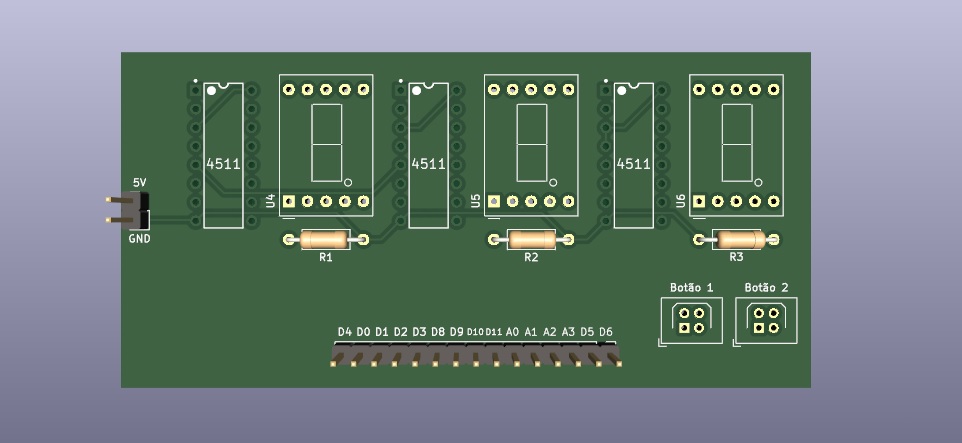 4511
4511
4511
5V
U4
U5
U6
GND
R1
R2
R3
Botão 1
Botão 2
D4 D0 D1 D2 D3 D8 D9 D10 D11 A0 A1 A2 A3 D5 D6